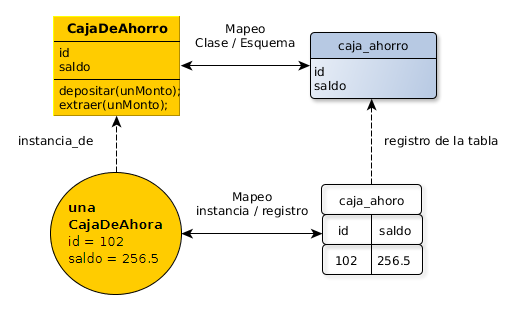 CajaDeAhorro
id
saldo
depositar(unMonto);
extraer(unMonto);
Mapeo
Clase / Esquema
caja_ahorro
id
saldo
instancia_de
registro de la tabla
una
CajaDeAhora
id = 102
saldo = 256.5
Mapeo
instancia / registro
caja_ahoro
id saldo
102 256.5